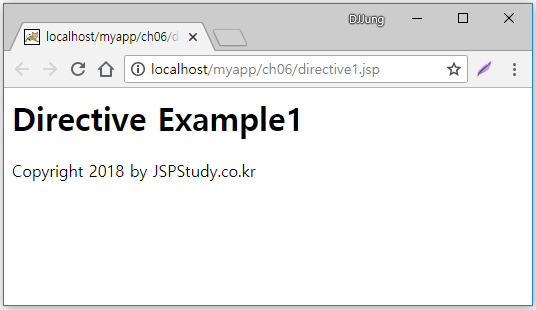 DJJung
localhost/myapp/ch06/d
localhost/myapp/ch06/directive1.jsp
Directive Example1
Copyright 2018 by JSPStudy.co.kr